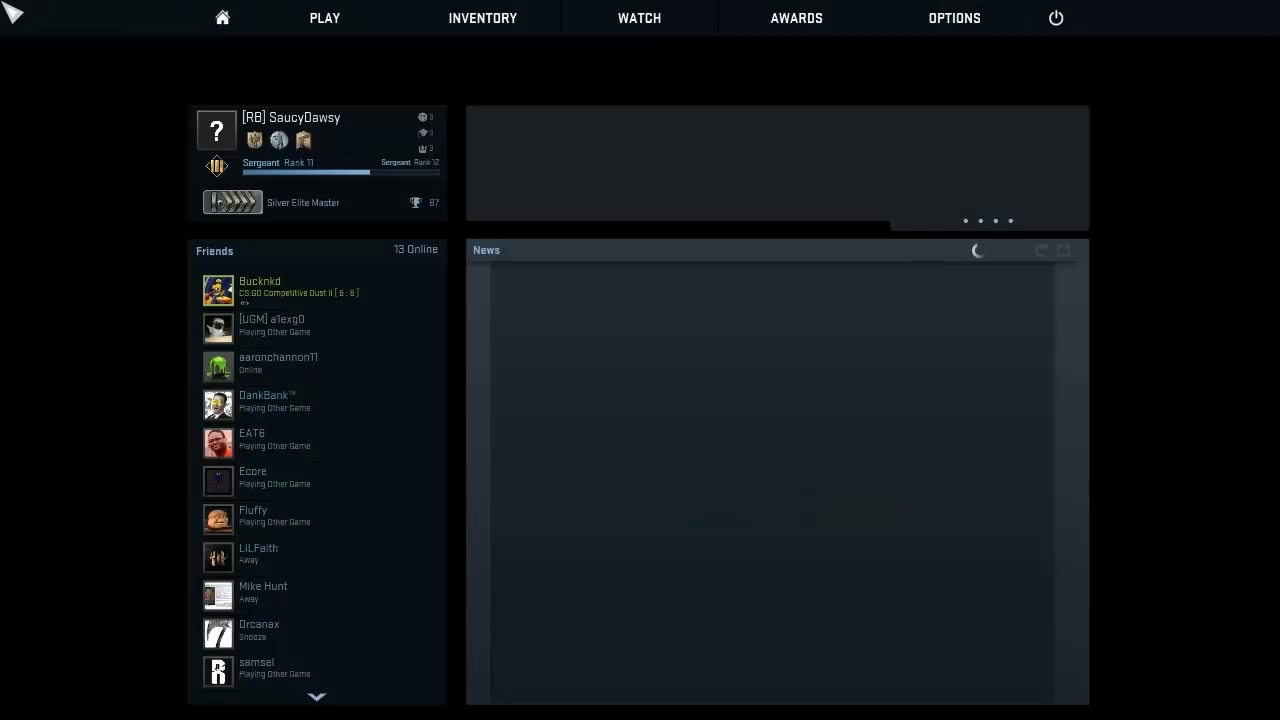 PLAY
INVENTORY
WATCH
AWARDS
OPTIONS
?
[RB] SaucyDawsy
3
3
3
Sergeant Rank 11
Sergeant Rank 12
Silver Elite Master
87
Friends
13 Online
News
Bucknkd
CS:GO Competitive Dust II [ 6 : 6 ]
[UGM] a1exg0
Playing Other Game
aaronchannon11
Online
DankBank™
Playing Other Game
EAT6
Playing Other Game
Ecore
Playing Other Game
Fluffy
Playing Other Game
LiLFaith
Away
Mike Hunt
Away
Orcanax
Snooze
samsel
Playing Other Game